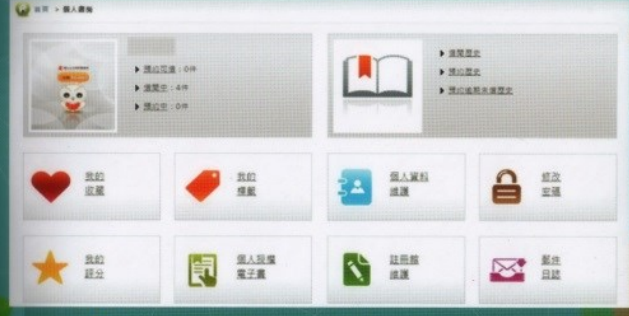 首頁 > 個人書房
預約可借：0件
借閱中：4件
預約中：0件
借閱歷史
預約歷史
預約逾期未借歷史
我的
收藏
我的
標籤
個人資料
維護
修改
密碼
我的
評分
個人授權
電子書
註冊館
維護
郵件
日誌